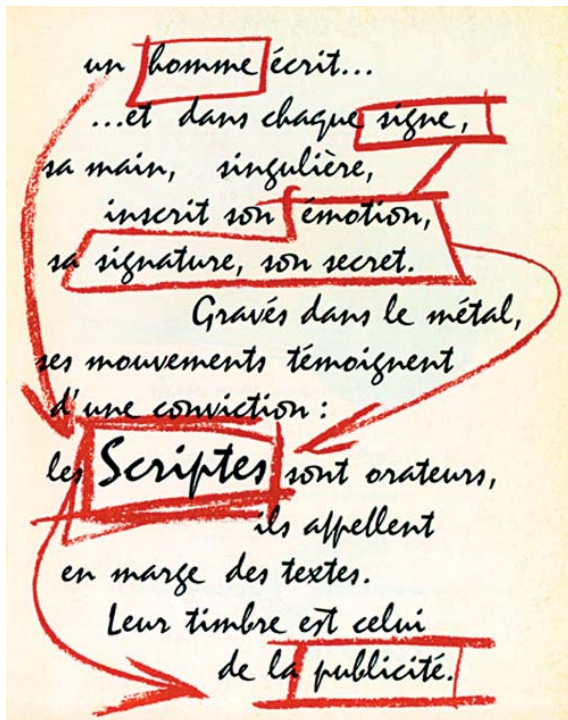 un homme écrit...
...et dans chaque signe,
sa main, singulière,
inscrit son émotion,
sa signature, son secret.
Gravés dans le métal,
ses mouvements témoignent
d'une conviction :
les Scriptes sont orateurs,
ils appellent
en marge des textes.
Leur timbre est celui
de la publicité.